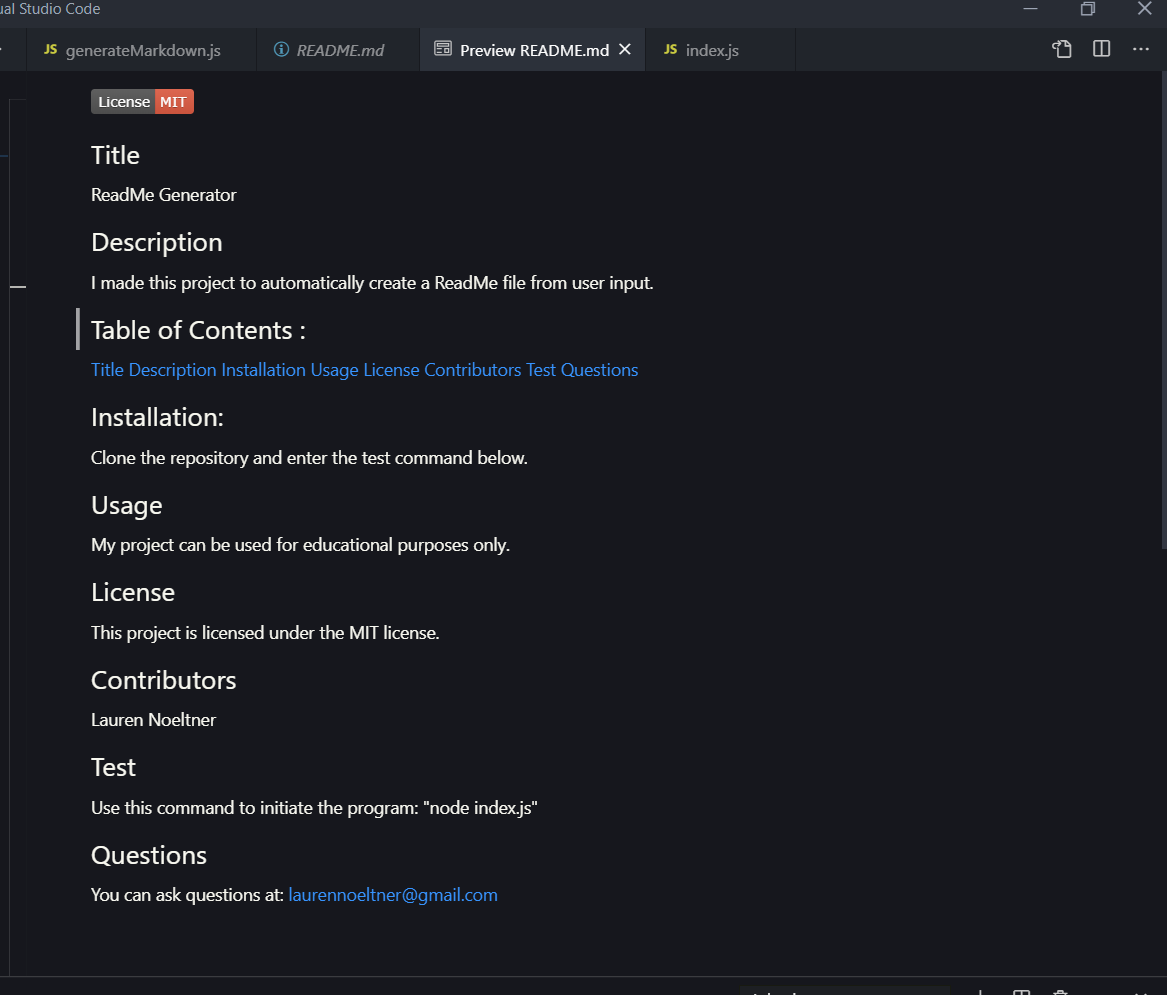 ual Studio Code
JS generateMarkdown.js README.md Preview README.md JS index.js
License MIT
Title
ReadMe Generator
Description
I made this project to automatically create a ReadMe file from user input.
Table of Contents :
Title Description Installation Usage License Contributors Test Questions
Installation:
Clone the repository and enter the test command below.
Usage
My project can be used for educational purposes only.
License
This project is licensed under the MIT license.
Contributors
Lauren Noeltner
Test
Use this command to initiate the program: "node index.js"
Questions
You can ask questions at: laurennoeltner@gmail.com